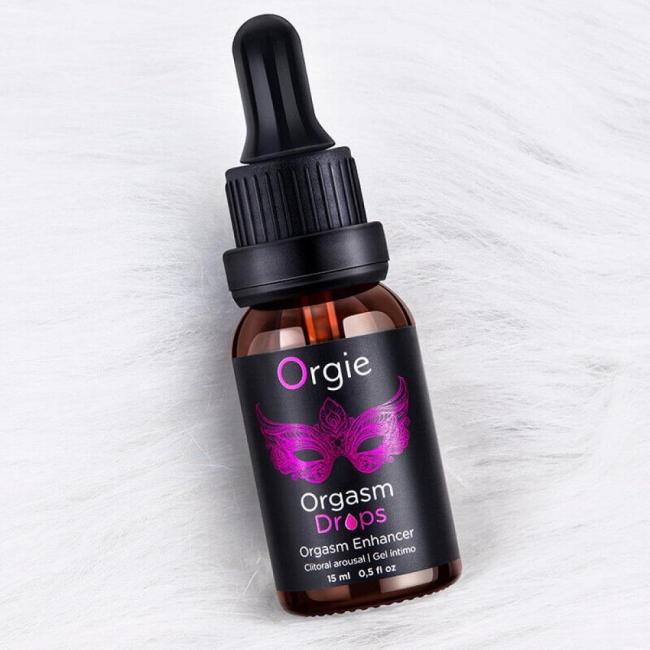 Orgie
Orgasm
Drops
Orgasm Enhancer
Clitoral arousal | Gel íntimo
15 ml 0,5 fl oz